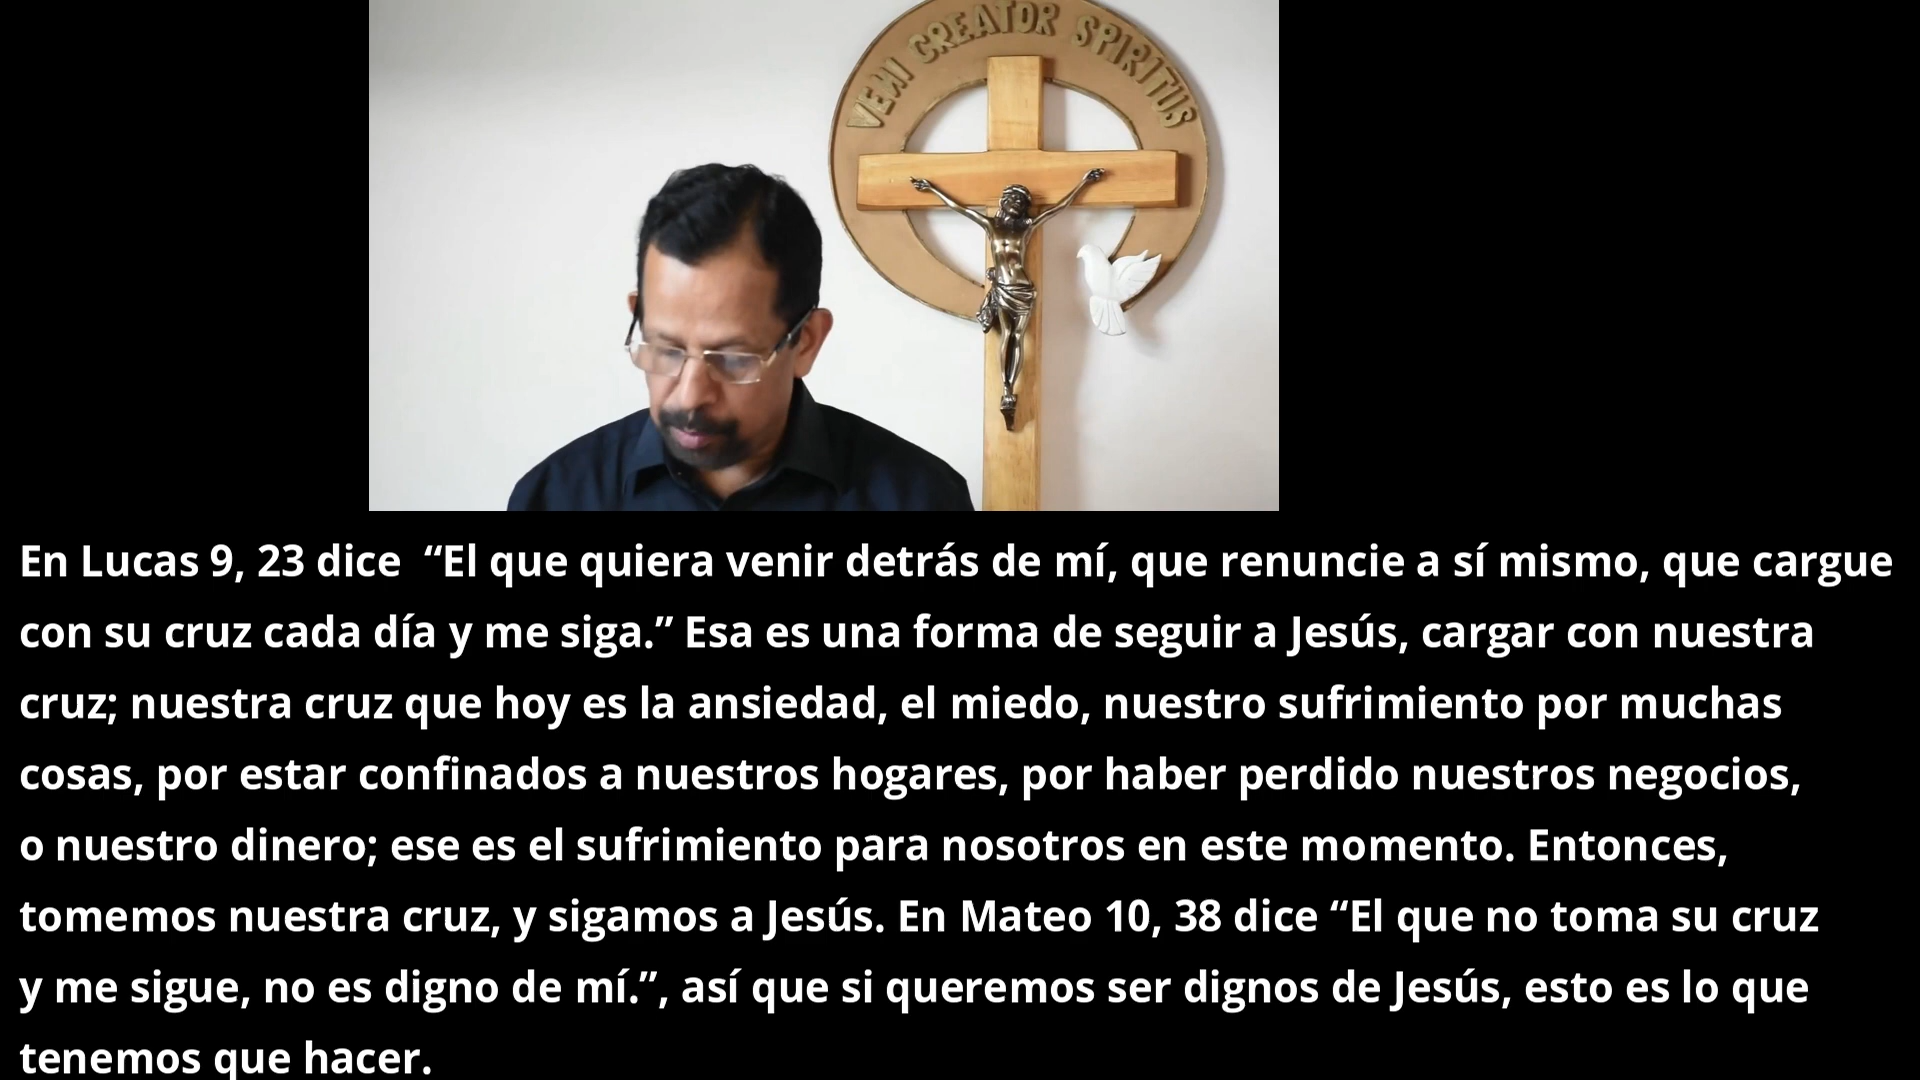 VENI CREATOR SPIRITUS
En Lucas 9, 23 dice  “El que quiera venir detrás de mí, que renuncie a sí mismo, que cargue
con su cruz cada día y me siga.” Esa es una forma de seguir a Jesús, cargar con nuestra
cruz; nuestra cruz que hoy es la ansiedad, el miedo, nuestro sufrimiento por muchas
cosas, por estar confinados a nuestros hogares, por haber perdido nuestros negocios,
o nuestro dinero; ese es el sufrimiento para nosotros en este momento. Entonces,
tomemos nuestra cruz, y sigamos a Jesús. En Mateo 10, 38 dice “El que no toma su cruz
y me sigue, no es digno de mí.”, así que si queremos ser dignos de Jesús, esto es lo que
tenemos que hacer.